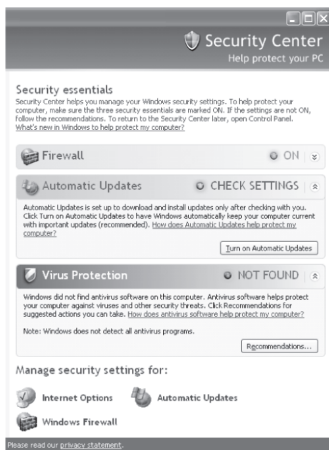 Security Center
Help protect your PC
Security essentials
Security Center helps you manage your Windows security settings. To help protect your
computer, make sure the three security essentials are marked ON. If the settings are not ON,
follow the recommendations. To return to the Security Center later, open Control Panel.
What's new in Windows to help protect my computer?
Firewall ON
Automatic Updates CHECK SETTINGS
Automatic Updates is set up to download and install updates only after checking with you.
Click Turn on Automatic Updates to have Windows automatically keep your computer current
with important updates (recommended). How does Automatic Updates help protect my
computer?
Turn on Automatic Updates
Virus Protection NOT FOUND
Windows did not find antivirus software on this computer. Antivirus software helps protect
your computer against viruses and other security threats. Click Recommendations for
suggested actions you can take. How does antivirus software help protect my computer?
Note: Windows does not detect all antivirus programs.
Recommendations...
Manage security settings for:
Internet Options Automatic Updates
Windows Firewall
Please read our privacy statement.